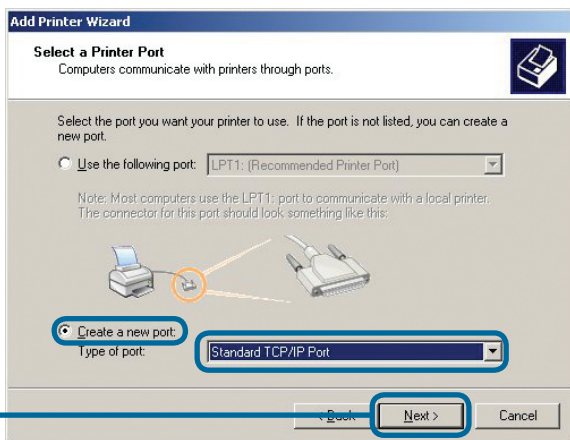 Add Printer Wizard
Select a Printer Port
Computers communicate with printers through ports.
Select the port you want your printer to use.  If the port is not listed, you can create a
new port.
Use the following port:
LPT1: (Recommended Printer Port)
Note: Most computers use the LPT1: port to communicate with a local printer.
The connector for this port should look something like this:
Create a new port:
Type of port:
Standard TCP/IP Port
< Back
Next >
Cancel